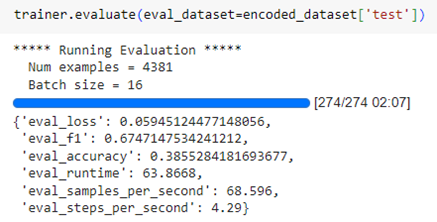 trainer.evaluate(eval_dataset=encoded_dataset['test'])
***** Running Evaluation *****
  Num examples = 4381
  Batch size = 16
[274/274 02:07]
{'eval_loss': 0.05945124477148056,
 'eval_f1': 0.6747147534241212,
 'eval_accuracy': 0.3855284181693677,
 'eval_runtime': 63.8668,
 'eval_samples_per_second': 68.596,
 'eval_steps_per_second': 4.29}